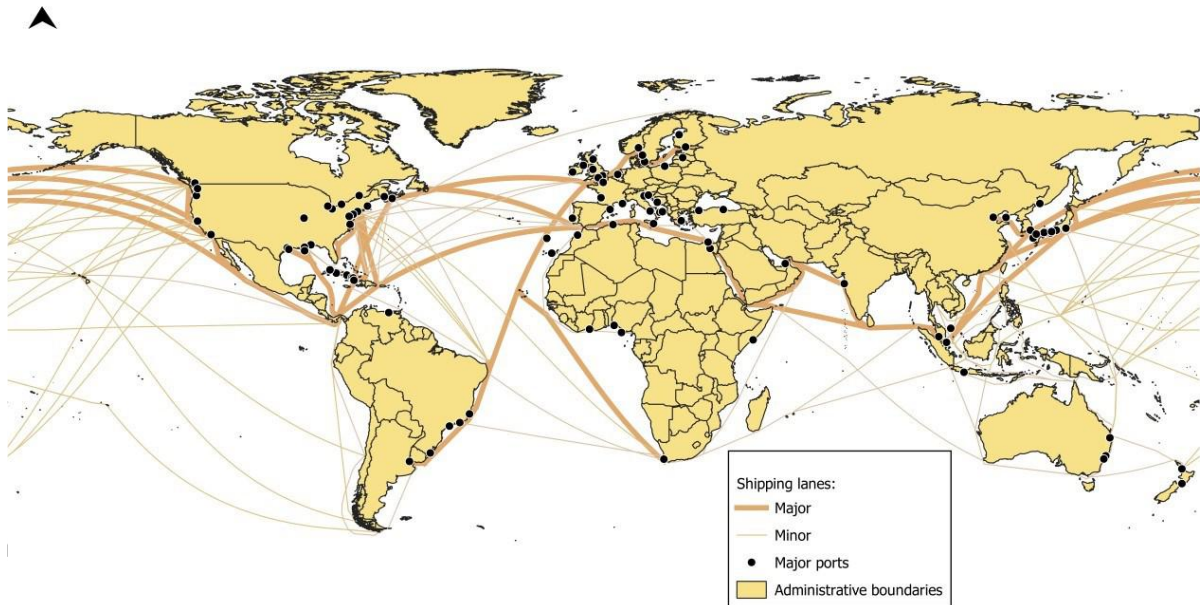 Shipping lanes:
Major
Minor
Major ports
Administrative boundaries